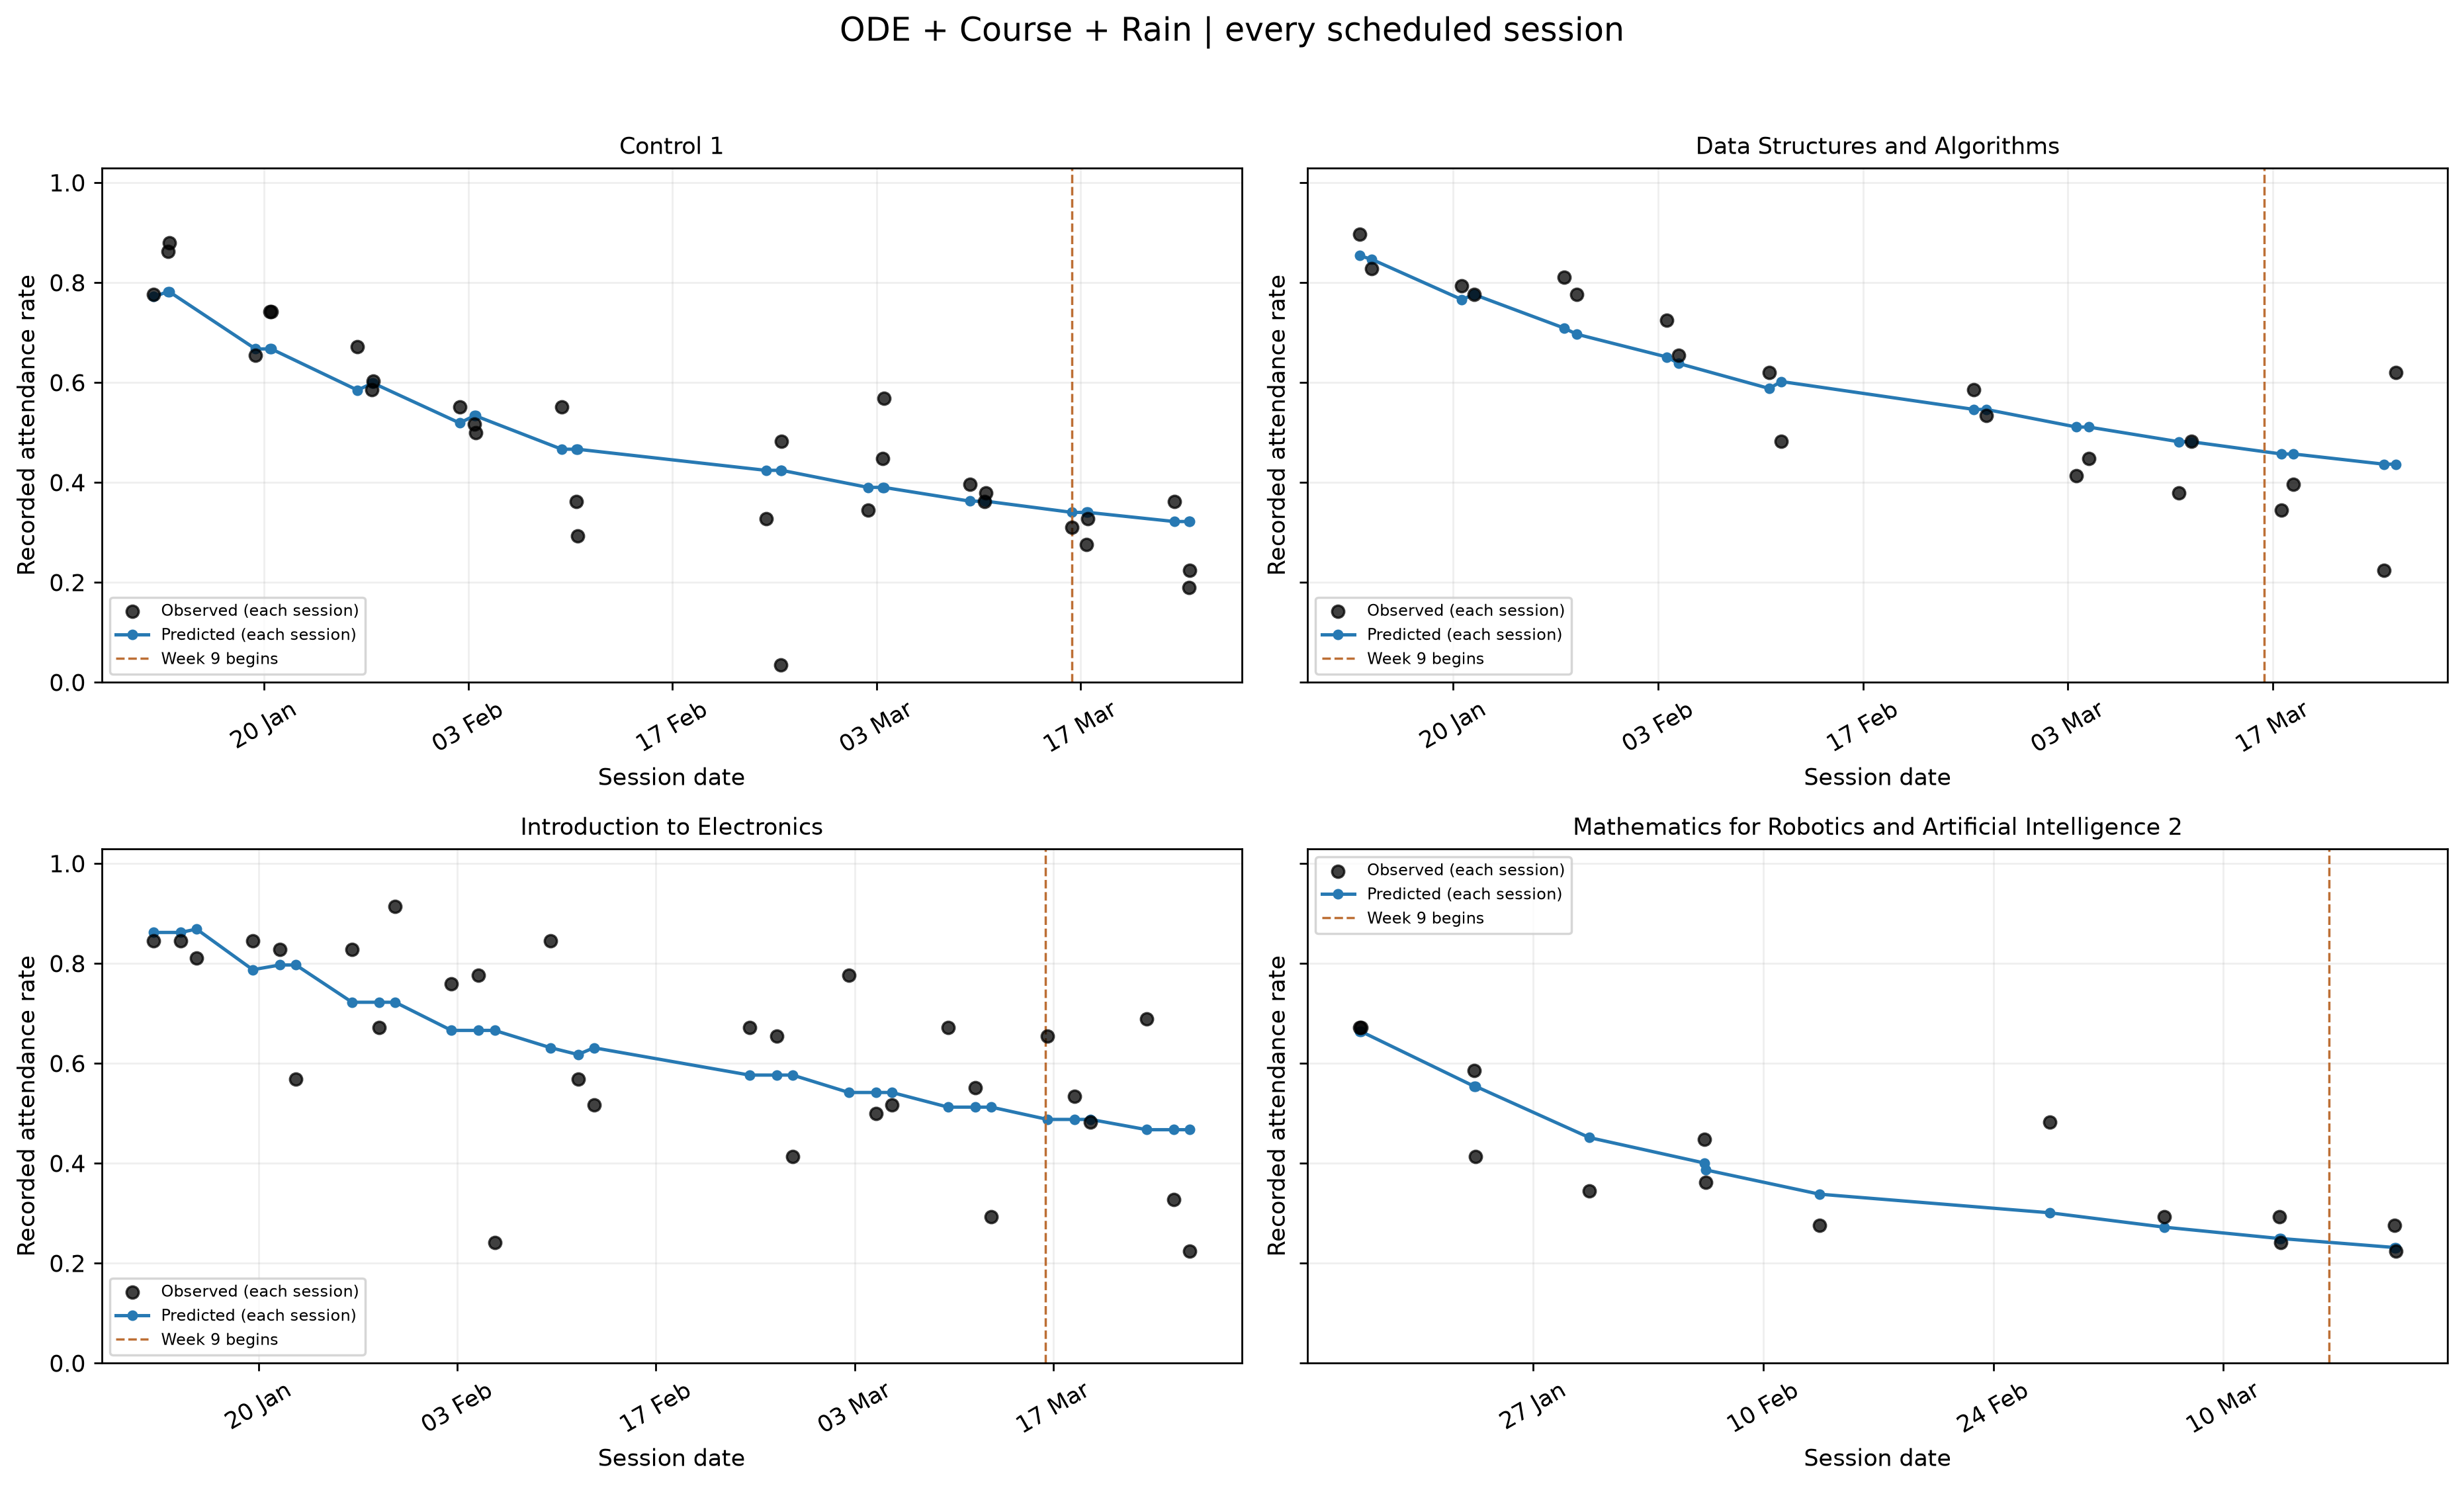 ODE + Course + Rain | every scheduled session
Control 1
Recorded attendance rate
1.0
0.8
0.6
0.4
0.2
0.0
Observed (each session)
Predicted (each session)
Week 9 begins
20 Jan
03 Feb
17 Feb
03 Mar
17 Mar
Session date
Data Structures and Algorithms
Recorded attendance rate
Observed (each session)
Predicted (each session)
Week 9 begins
20 Jan
03 Feb
17 Feb
03 Mar
17 Mar
Session date
Introduction to Electronics
Recorded attendance rate
1.0
0.8
0.6
0.4
0.2
0.0
Observed (each session)
Predicted (each session)
Week 9 begins
20 Jan
03 Feb
17 Feb
03 Mar
17 Mar
Session date
Mathematics for Robotics and Artificial Intelligence 2
Recorded attendance rate
Observed (each session)
Predicted (each session)
Week 9 begins
27 Jan
10 Feb
24 Feb
10 Mar
Session date